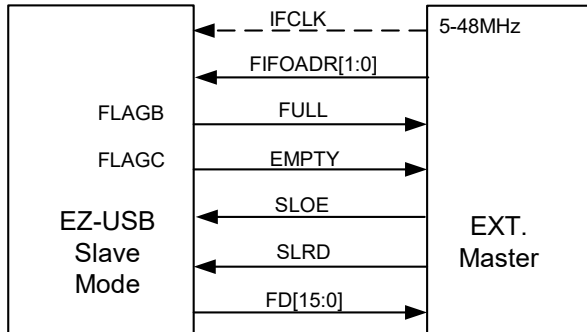 IFCLK
5-48MHz
FIFOADR[1:0]
FLAGB
FULL
FLAGC
EMPTY
SLOE
EZ-USB
Slave
Mode
EXT.
Master
SLRD
FD[15:0]